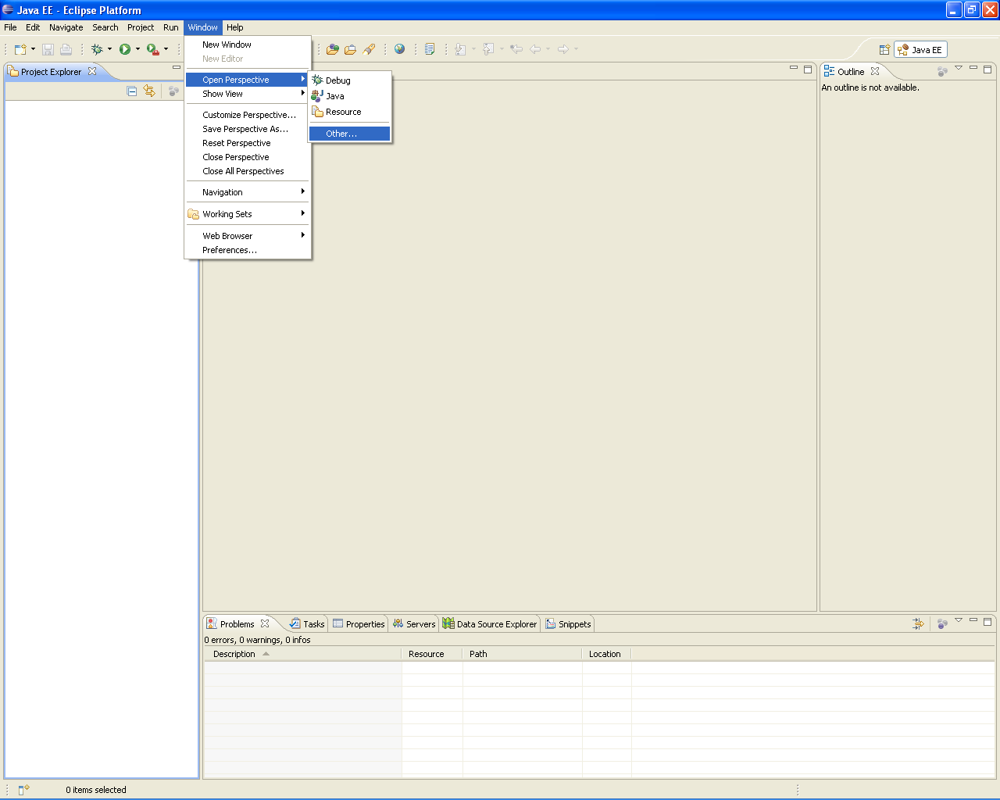 Java EE - Eclipse Platform
File Edit Navigate Search Project Run Window Help
Java EE
New Window
New Editor
Open Perspective
Show View
Customize Perspective...
Save Perspective As...
Reset Perspective
Close Perspective
Close All Perspectives
Navigation
Working Sets
Web Browser
Preferences...
Debug
Java
Resource
Other...
Project Explorer
Outline
An outline is not available.
Problems Tasks Properties Servers Data Source Explorer Snippets
0 errors, 0 warnings, 0 infos
Description Resource Path Location
0 items selected